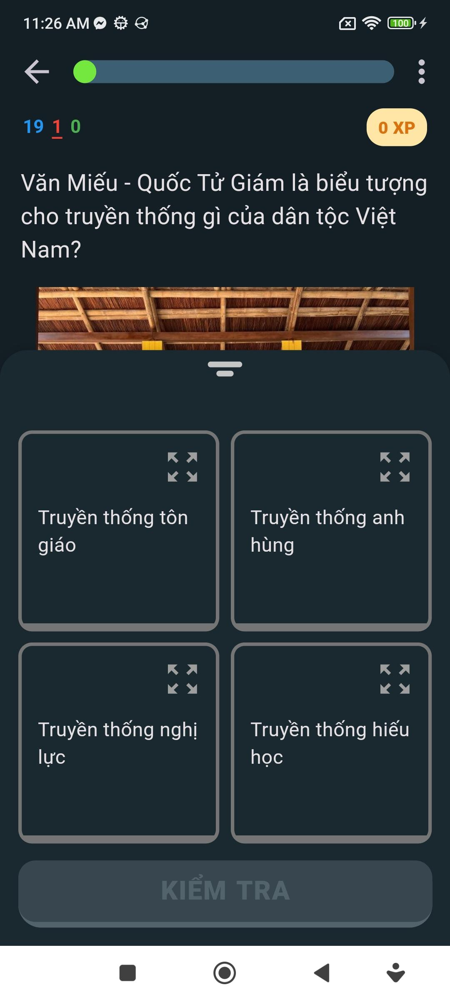 11:26 AM
100
19 1 0
0 XP
Văn Miếu - Quốc Tử Giám là biểu tượng
cho truyền thống gì của dân tộc Việt
Nam?
Truyền thống tôn
giáo
Truyền thống anh
hùng
Truyền thống nghị
lực
Truyền thống hiếu
học
KIỂM TRA